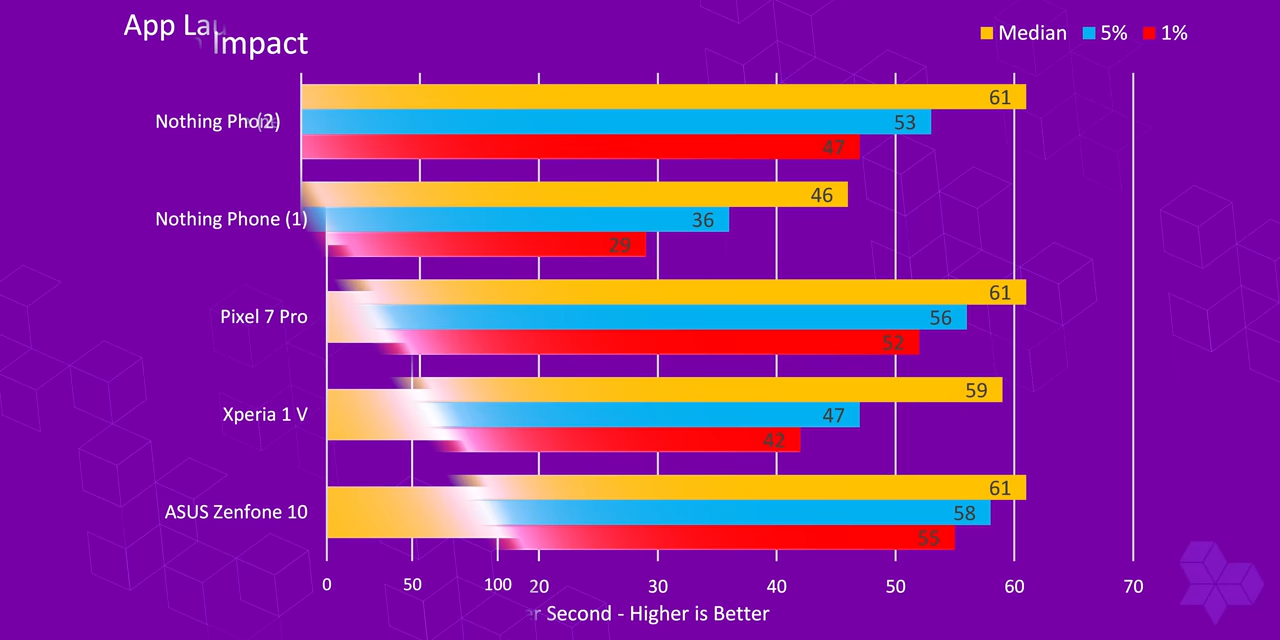 App La
Impact
Median 5% 1%
Nothing Pho (2)
61
53
47
Nothing Phone (1)
46
36
29
Pixel 7 Pro
61
56
52
Xperia 1 V
59
47
42
ASUS Zenfone 10
61
58
55
0 50 100 20 30 40 50 60 70
r Second - Higher is Better